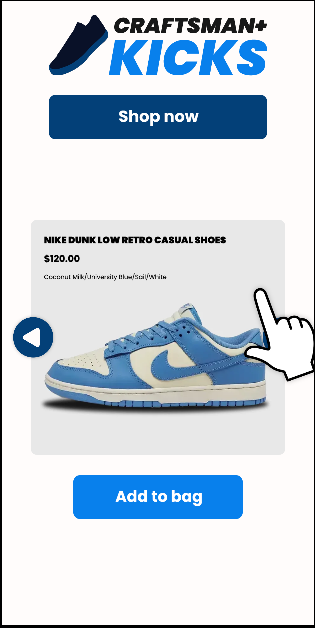 CRAFTSMAN+
KICKS
Shop now
NIKE DUNK LOW RETRO CASUAL SHOES
$120.00
Coconut Milk/University Blue/Sail/White
Add to bag